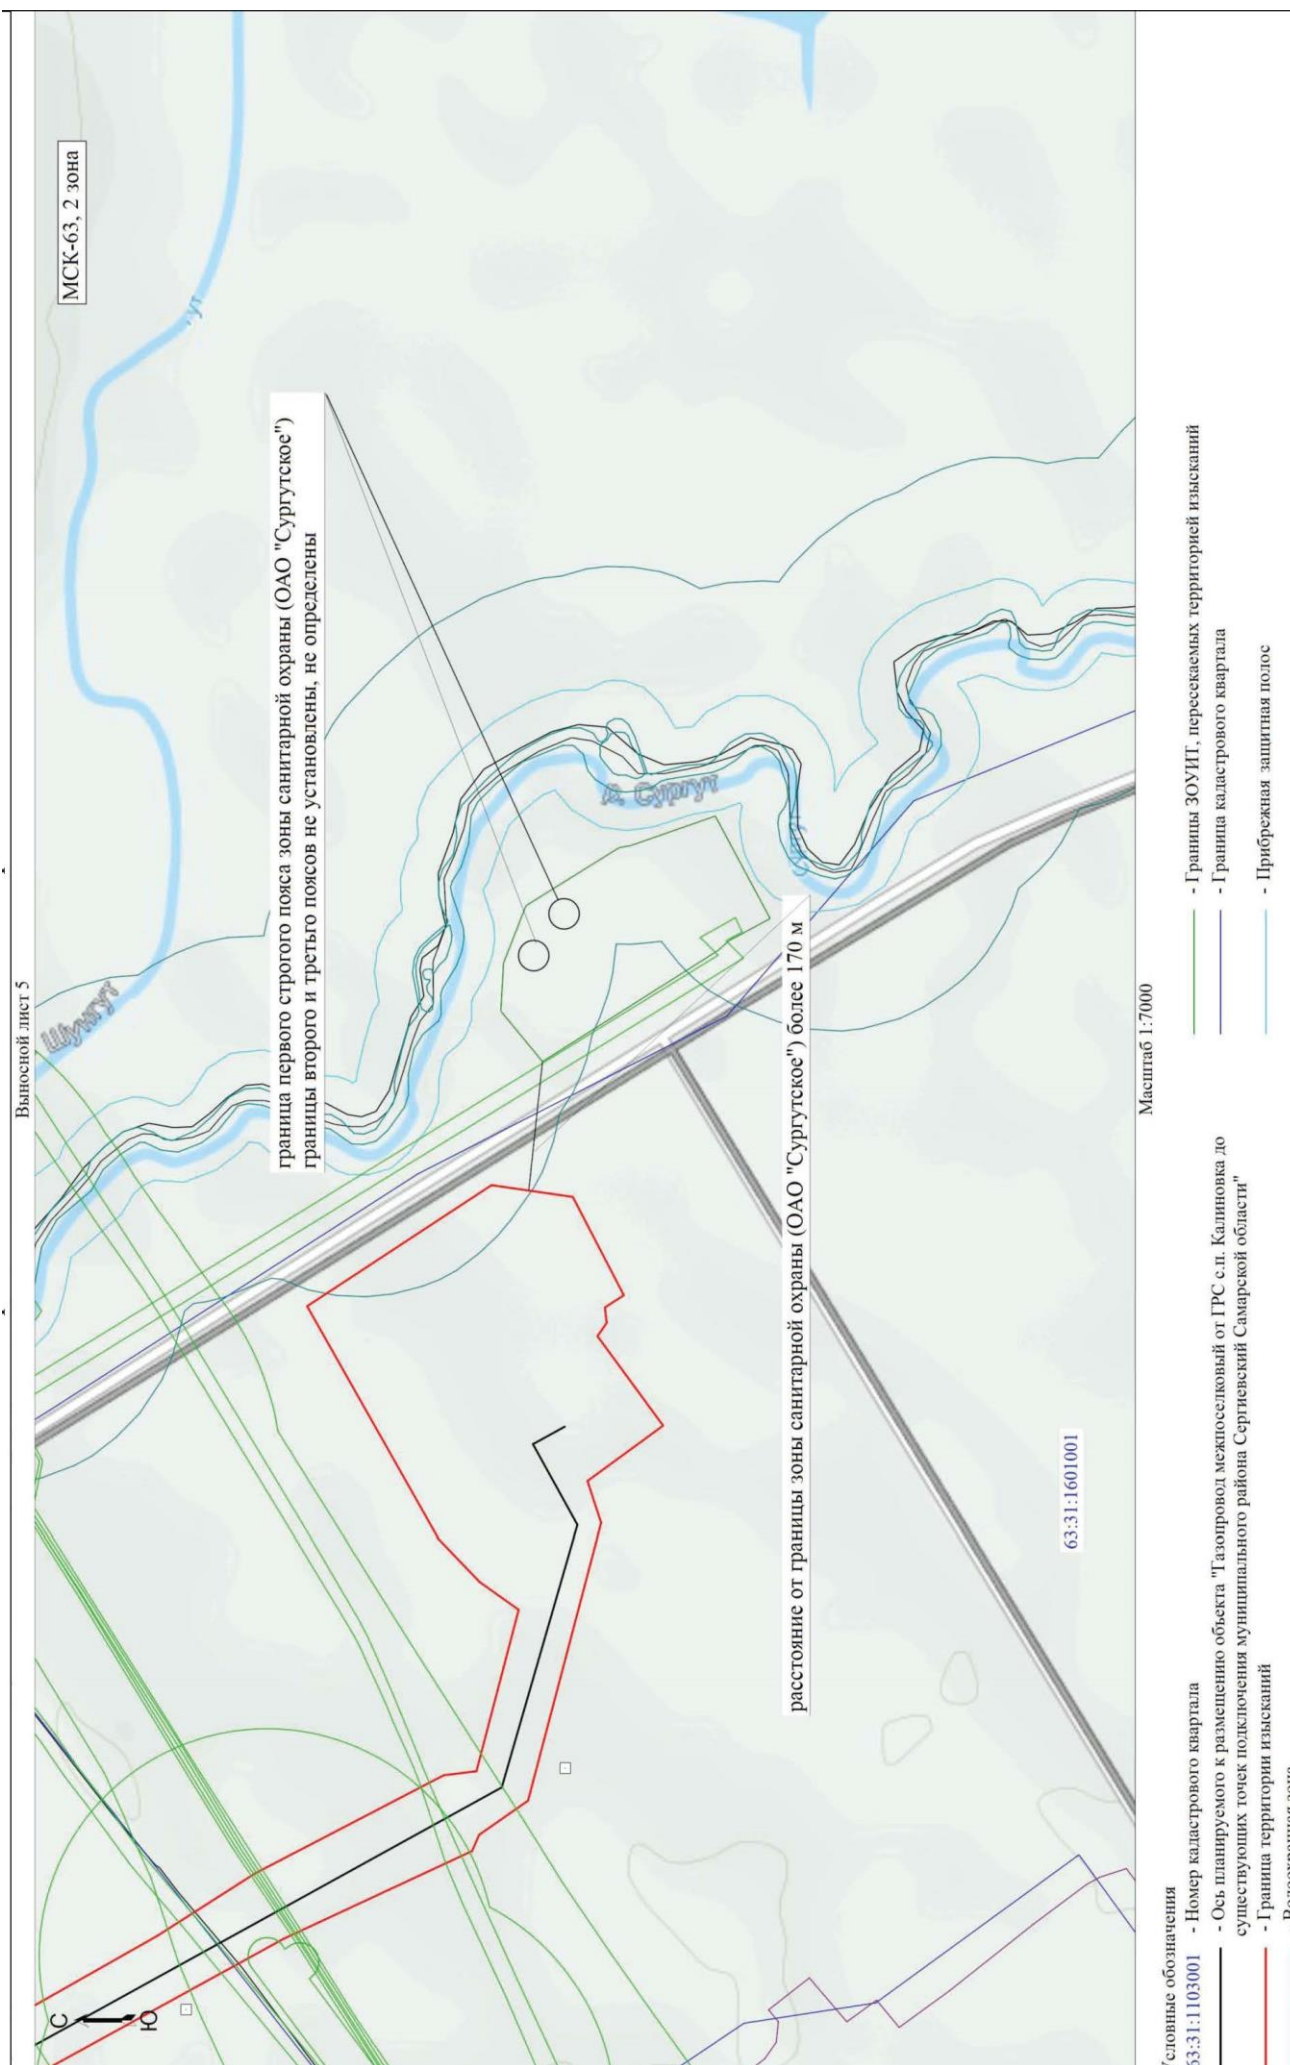 Выносной лист 5
МСК-63, 2 зона
С
Ю
Шунгут
гут
граница первого строгого пояса зоны санитарной охраны (ОАО "Сургутское")
границы второго и третьего поясов не установлены, не определены
р. Сургут
расстояние от границы зоны санитарной охраны (ОАО "Сургутское") более 170 м
63:31:1601001
Масштаб 1:7000
Условные обозначения
63:31:1103001 - Номер кадастрового квартала
- Ось планируемого к размещению объекта "Газопровод межпоселковый от ГРС с.п. Калиновка до
существующих точек подключения муниципального района Сергиевский Самарской области"
- Граница территории изысканий
- Границы ЗОУИТ, пересекаемых территорией изысканий
- Граница кадастрового квартала
- Прибрежная защитная полос